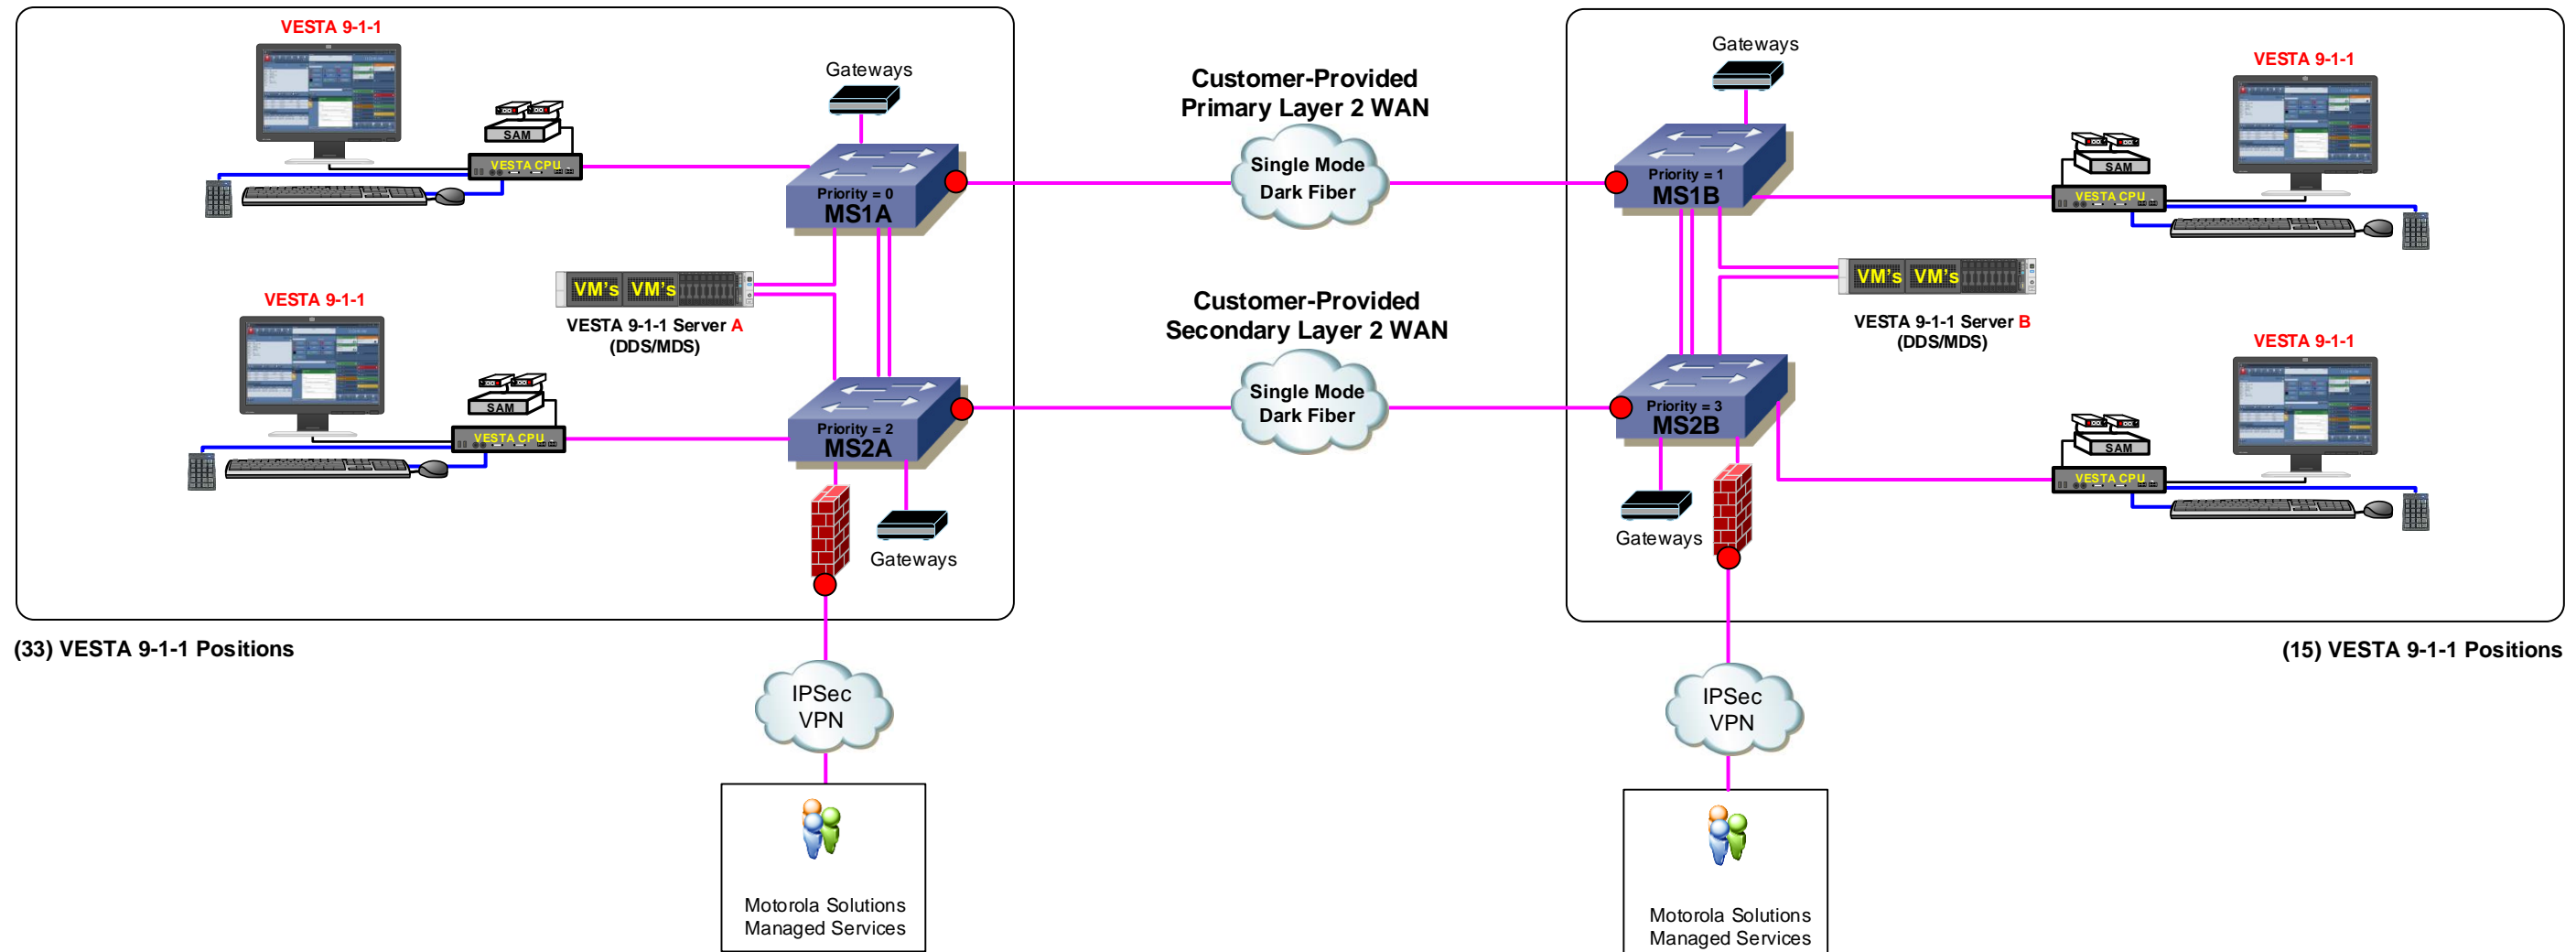 VESTA 9-1-1
Gateways
SAM
VESTA CPU
Priority = 0
MS1A
VM's VM's
VESTA 9-1-1 Server A
(DDS/MDS)
VESTA 9-1-1
SAM
VESTA CPU
Priority = 2
MS2A
Gateways
(33) VESTA 9-1-1 Positions
IPSec
VPN
Motorola Solutions
Managed Services
Customer-Provided
Primary Layer 2 WAN
Single Mode
Dark Fiber
Customer-Provided
Secondary Layer 2 WAN
Single Mode
Dark Fiber
Gateways
VESTA 9-1-1
Priority = 1
MS1B
SAM
VESTA CPU
VM's VM's
VESTA 9-1-1 Server B
(DDS/MDS)
VESTA 9-1-1
Priority = 3
MS2B
SAM
VESTA CPU
Gateways
(15) VESTA 9-1-1 Positions
IPSec
VPN
Motorola Solutions
Managed Services